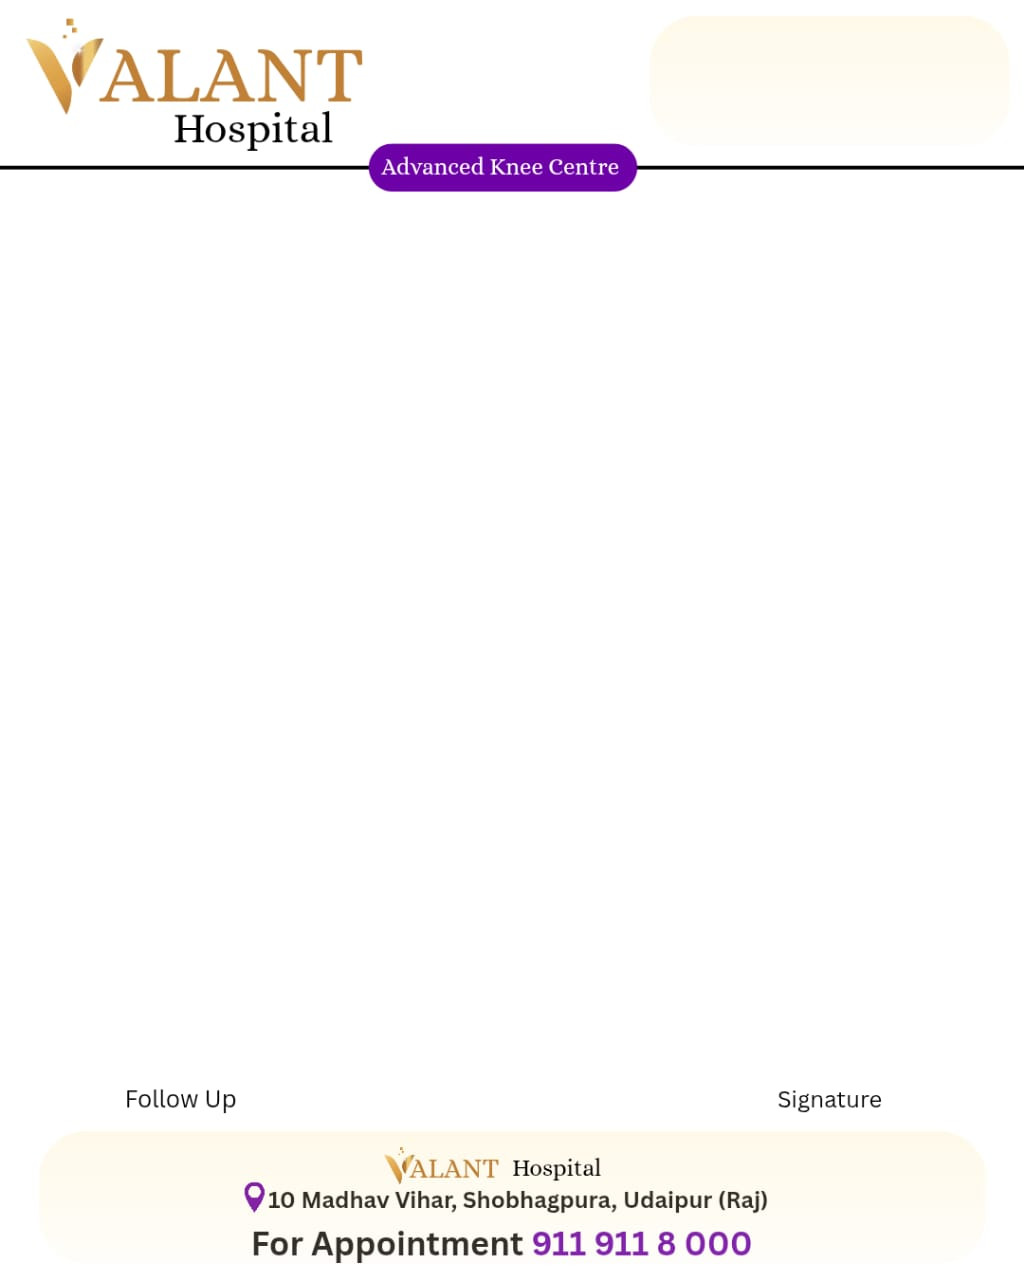 VALANT
Hospital
Advanced Knee Centre
Follow Up
Signature
VALANT Hospital
10 Madhav Vihar, Shobhagpura, Udaipur (Raj)
For Appointment 911 911 8 000